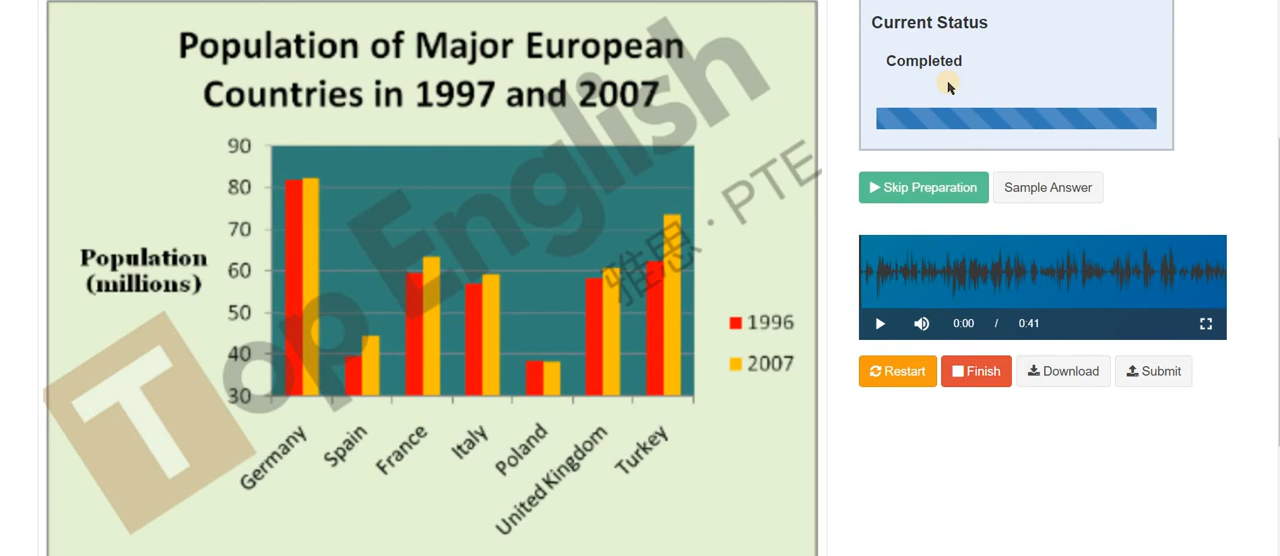 Population of Major European
Countries in 1997 and 2007
90
80
70
60
50
40
30
Population
(millions)
Germany
Spain
France
Italy
Poland
United Kingdom
Turkey
1996
2007
Top English
雅思·PTE
Current Status
Completed
Skip Preparation
Sample Answer
0:00 / 0:41
Restart
Finish
Download
Submit